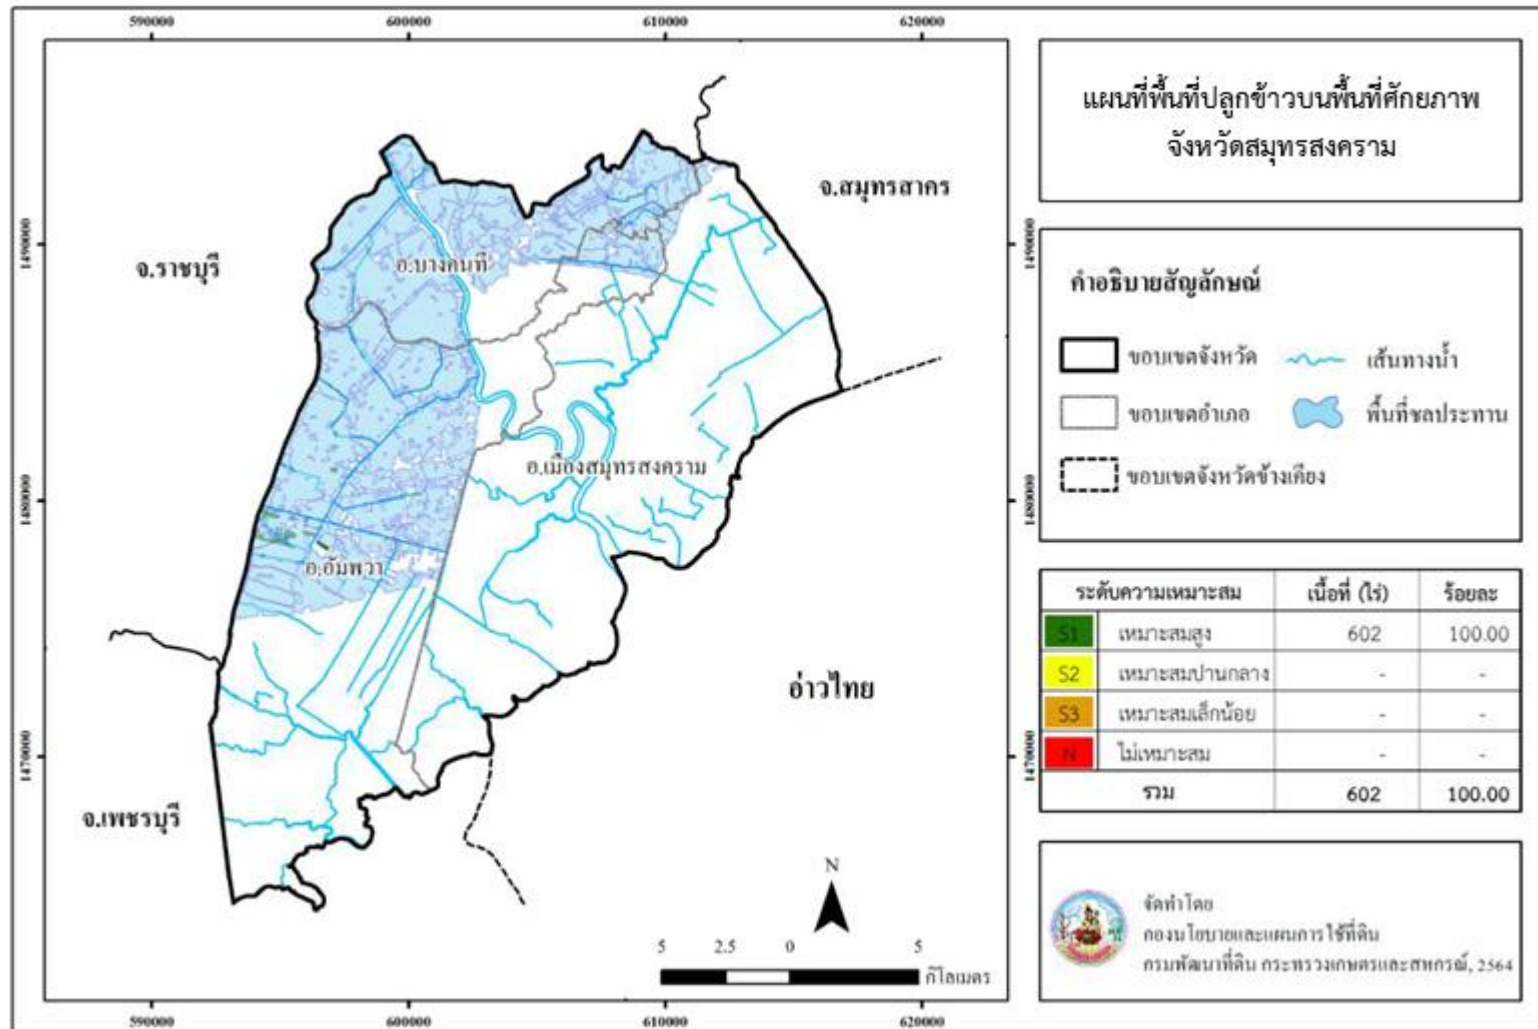 590000 600000 610000 620000
แผนที่พื้นที่ปลูกข้าวบนพื้นที่ศักยภาพ
จังหวัดสมุทรสงคราม
จ.สมุทรสาคร
จ.ราชบุรี
อ.บางคนที
อ.เมืองสมุทรสงคราม
อ.อัมพวา
อ่าวไทย
จ.เพชรบุรี
1490000 1490000
1480000 1480000
1470000 1470000
คำอธิบายสัญลักษณ์
ขอบเขตจังหวัด เส้นทางน้ำ
ขอบเขตอำเภอ พื้นที่ชลประทาน
ขอบเขตจังหวัดข้างเคียง
ระดับความเหมาะสม เนื้อที่ (ไร่) ร้อยละ
S1 เหมาะสมสูง 602 100.00
S2 เหมาะสมปานกลาง - -
S3 เหมาะสมเล็กน้อย - -
N ไม่เหมาะสม - -
รวม 602 100.00
N
5 2.5 0 5
กิโลเมตร
จัดทำโดย
กองนโยบายและแผนการใช้ที่ดิน
กรมพัฒนาที่ดิน กระทรวงเกษตรและสหกรณ์, 2564
590000 600000 610000 620000